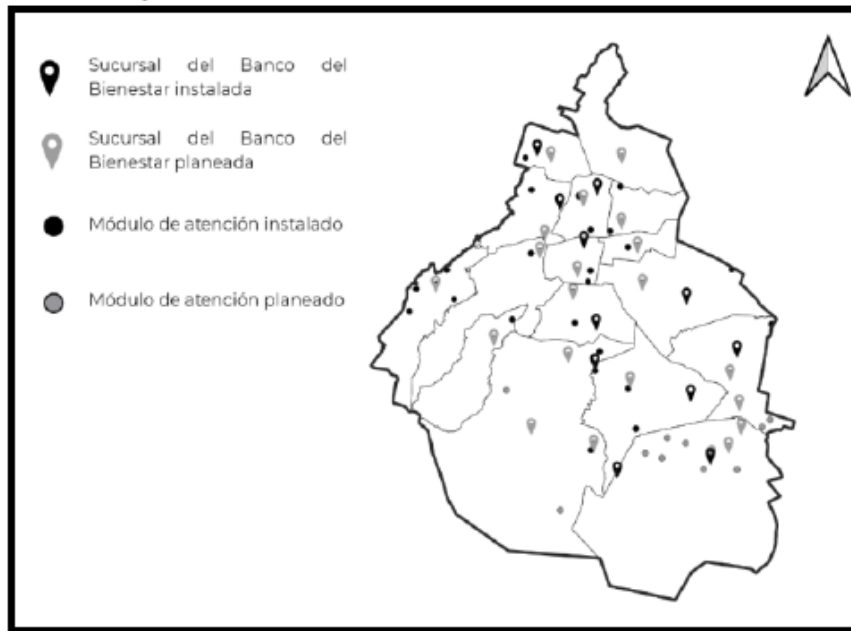 Sucursal del Banco del
Bienestar instalada
Sucursal del Banco del
Bienestar planeada
Módulo de atención instalado
Módulo de atención planeado